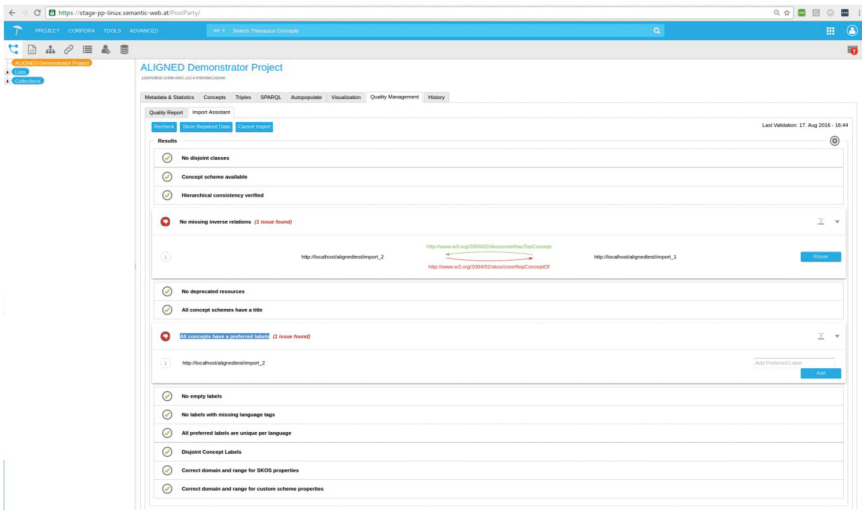 https://stage-pp-linux.semantic-web.at/PoolParty/
PROJECT CORPORA TOOLS ADVANCED
Search Thesaurus Concepts
ALIGNED Demonstrator Project
Lists
Collections
ALIGNED Demonstrator Project
Metadata & Statistics Concepts Triples SPARQL Autopopulate Visualization Quality Management History
Quality Report Import Assistant
Recheck Store Repaired Data Cancel Import
Last Validation: 17. Aug 2016 - 16:44
Results
No disjoint classes
Concept scheme available
Hierarchical consistency verified
No missing inverse relations (1 issue found)
http://www.w3.org/2004/02/skos/core#hasTopConcept
1 http://localhost/alignedtest/import_2 http://localhost/alignedtest/import_1 Repair
http://www.w3.org/2004/02/skos/core#topConceptOf
No deprecated resources
All concept schemes have a title
All concepts have a preferred labels (1 issue found)
1 http://localhost/alignedtest/import_2 Add Preferred Label
Add
No empty labels
No labels with missing language tags
All preferred labels are unique per language
Disjoint Concept Labels
Correct domain and range for SKOS properties
Correct domain and range for custom scheme properties